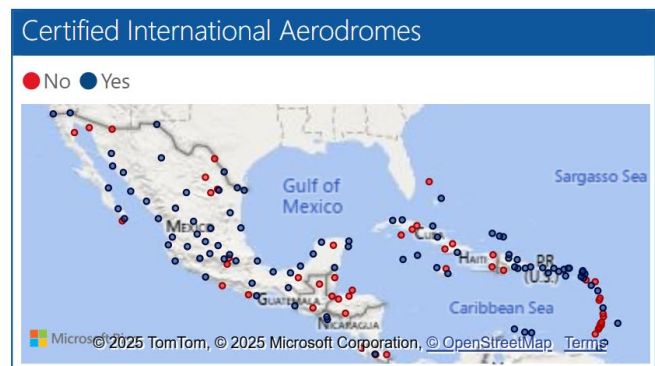 Certified International Aerodromes
No Yes
Sargasso Sea
Gulf of
Mexico
MEXICO
CUBA
HAITI
PR
(U.S.)
GUATEMALA
Caribbean Sea
NICARAGUA
Microsoft
© 2025 TomTom, © 2025 Microsoft Corporation, © OpenStreetMap Terms